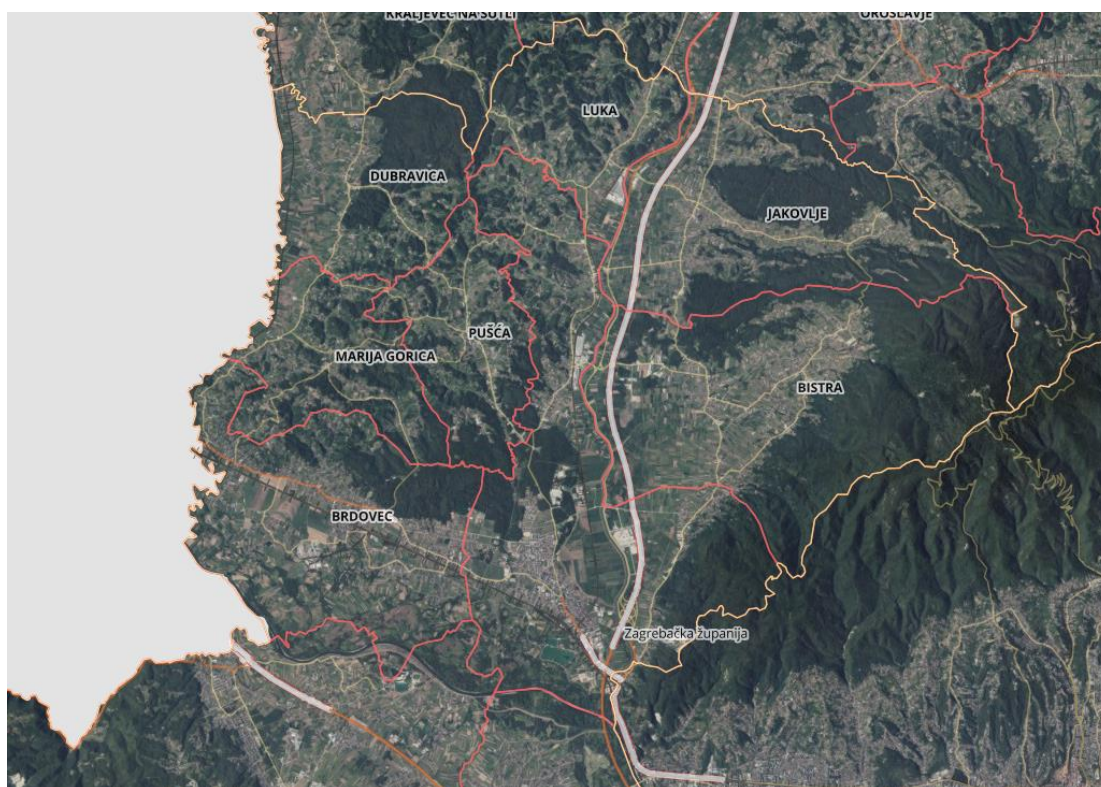 KRALJEVEC NA SUTLI
OROSLAVJE
LUKA
DUBRAVICA
JAKOVLJE
PUŠĆA
MARIJA GORICA
BISTRA
BRDOVEC
Zagrebačka županija